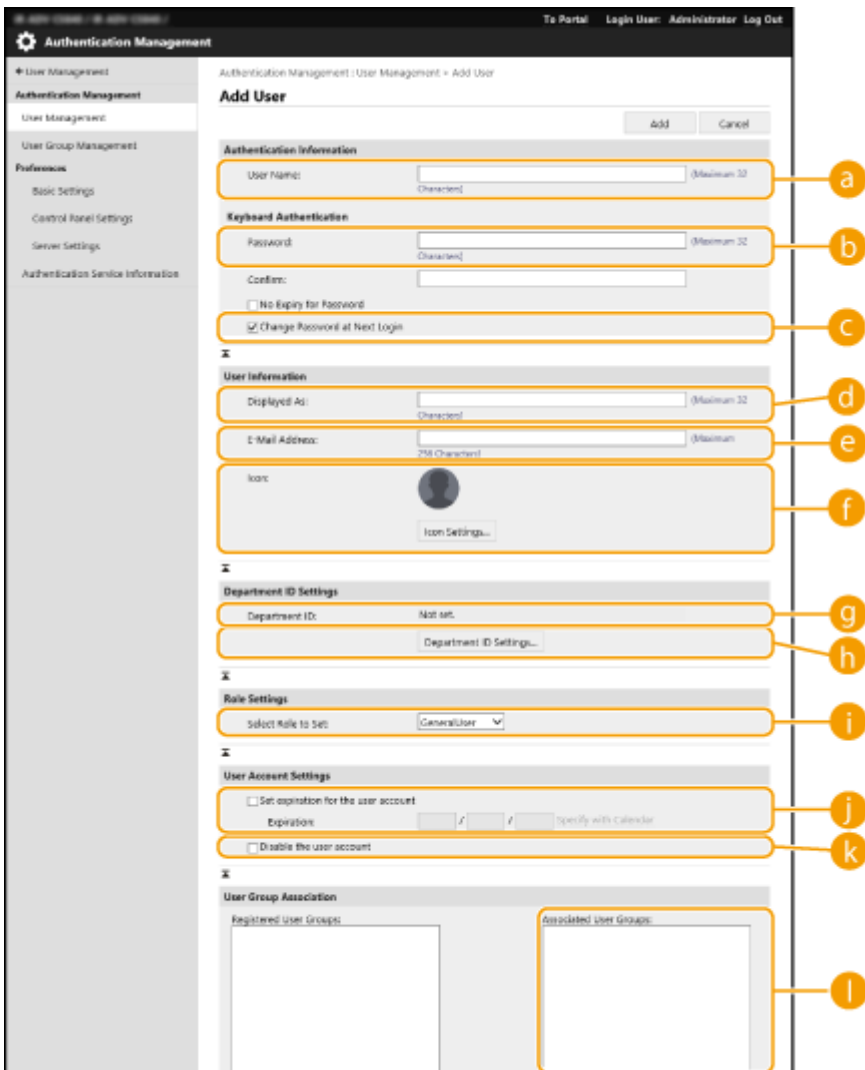 To Portal Login User: Administrator Log Out
Authentication Management
User Management
Authentication Management : User Management > Add User
Authentication Management
Add User
User Management
Add Cancel
User Group Management
Authentication Information
Preferences
User Name: (Maximum 32
Characters)
a
Basic Settings
Control Panel Settings
Keyboard Authentication
Server Settings
Password: (Maximum 32
Characters)
b
Authentication Service Information
Confirm:
No Expiry for Password
Change Password at Next Login
c
User Information
Displayed As: (Maximum 32
Characters)
d
E-Mail Address: (Maximum
256 Characters)
e
Icon:
f
Icon Settings...
Department ID Settings
Department ID: Not set.
g
Department ID Settings...
h
Role Settings
Select Role to Set: GeneralUser
i
User Account Settings
Set expiration for the user account
j
Expiration: / / Specify with Calendar
Disable the user account
k
User Group Association
Registered User Groups: Associated User Groups:
l